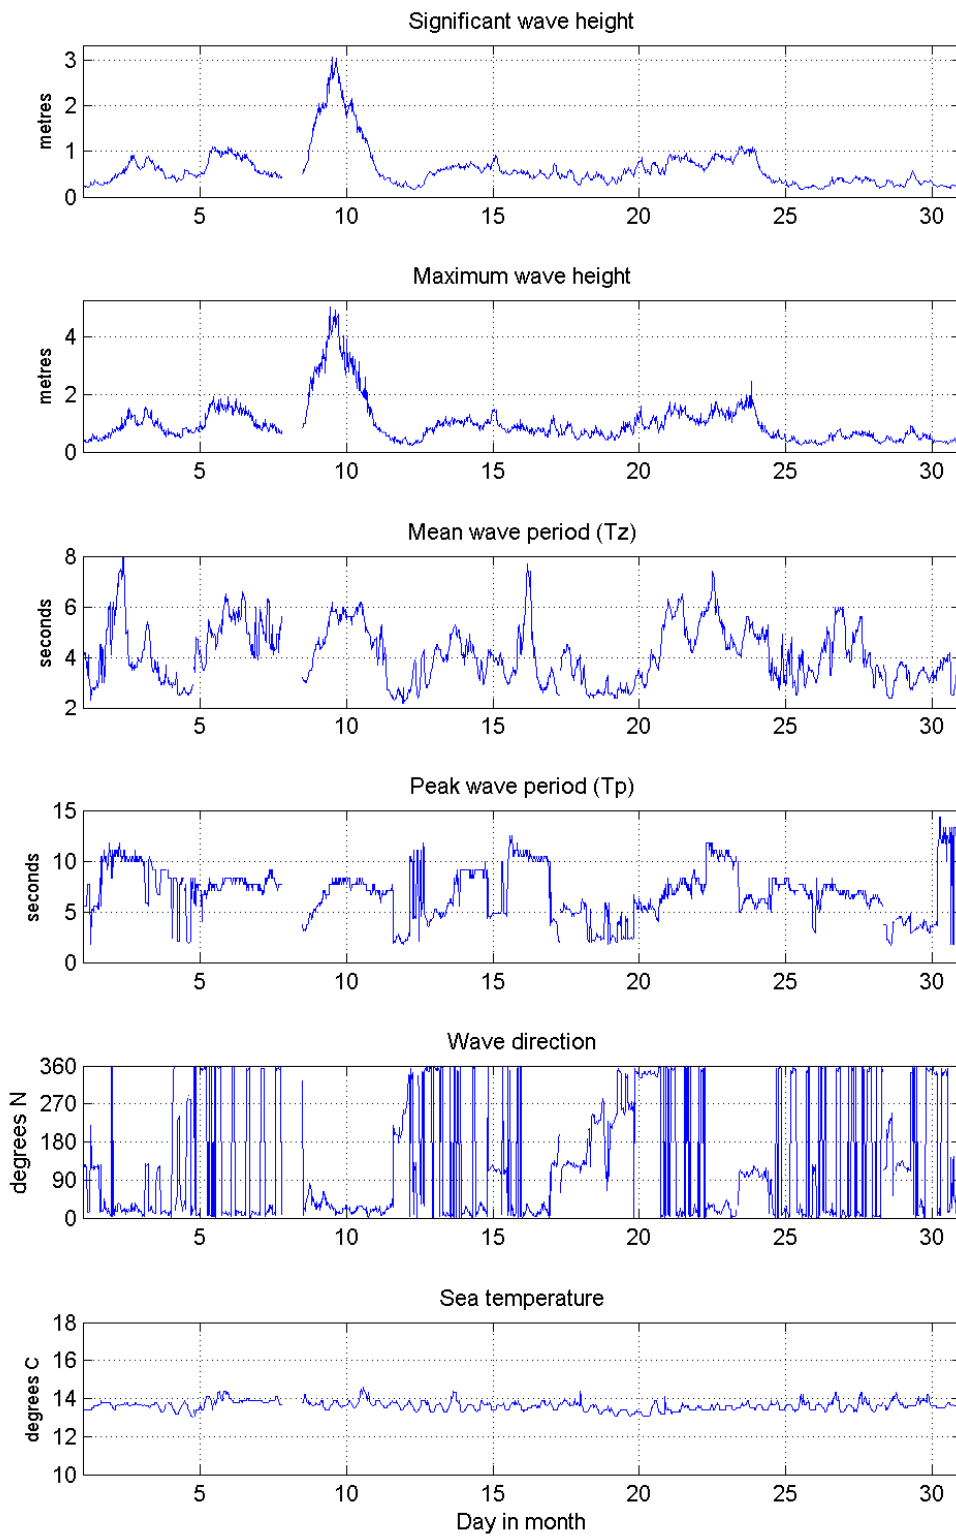 Significant wave height
3
2
1
0
metres
5 10 15 20 25 30
Maximum wave height
4
2
0
metres
5 10 15 20 25 30
Mean wave period (Tz)
8
6
4
2
seconds
5 10 15 20 25 30
Peak wave period (Tp)
15
10
5
0
seconds
5 10 15 20 25 30
Wave direction
360
270
180
90
0
degrees N
5 10 15 20 25 30
Sea temperature
18
16
14
12
10
degrees C
5 10 15 20 25 30
Day in month